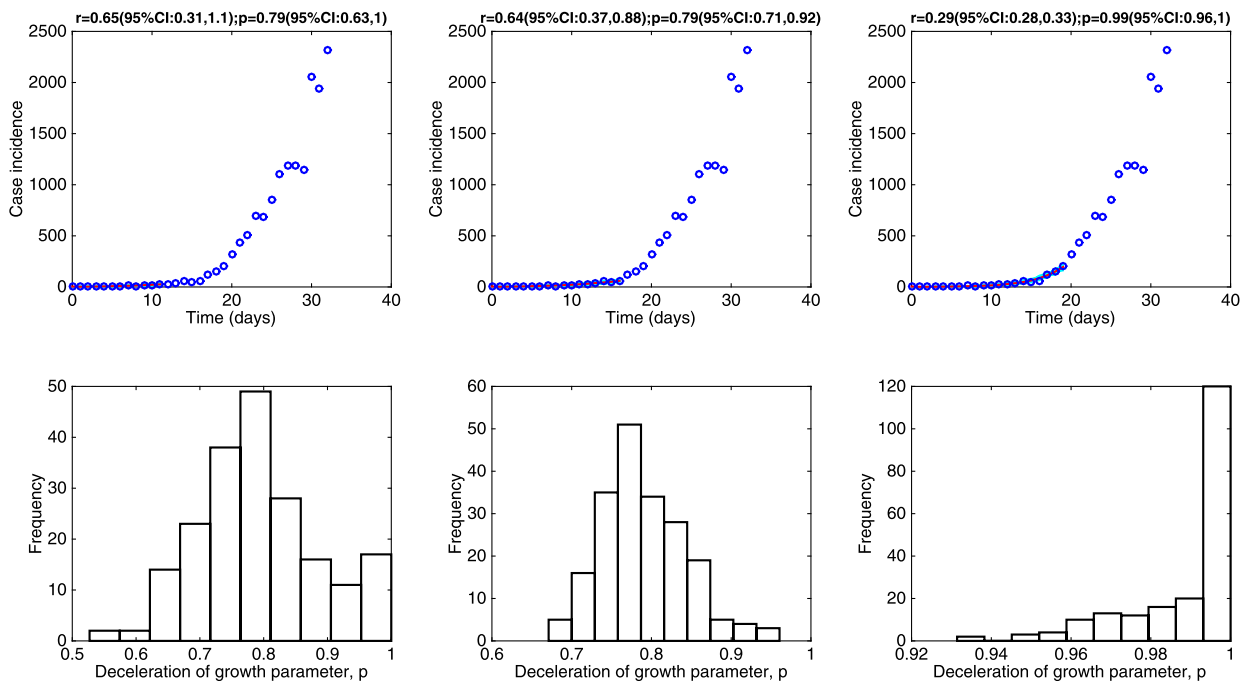 r=0.65(95%CI:0.31,1.1);p=0.79(95%CI:0.63,1)
2500
2000
1500
1000
500
0
Case incidence
0 10 20 30 40
Time (days)
r=0.64(95%CI:0.37,0.88);p=0.79(95%CI:0.71,0.92)
2500
2000
1500
1000
500
0
Case incidence
0 10 20 30 40
Time (days)
r=0.29(95%CI:0.28,0.33);p=0.99(95%CI:0.96,1)
2500
2000
1500
1000
500
0
Case incidence
0 10 20 30 40
Time (days)
50
40
30
20
10
0
Frequency
0.5 0.6 0.7 0.8 0.9 1
Deceleration of growth parameter, p
60
50
40
30
20
10
0
Frequency
0.6 0.7 0.8 0.9 1
Deceleration of growth parameter, p
120
100
80
60
40
20
0
Frequency
0.92 0.94 0.96 0.98 1
Deceleration of growth parameter, p